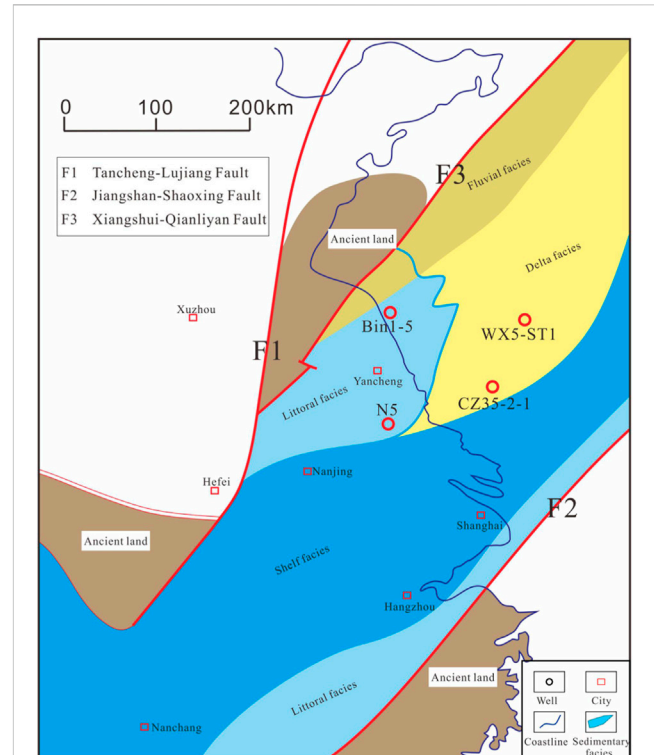 0 100 200km
F1 Tancheng-Lujiang Fault
F2 Jiangshan-Shaoxing Fault
F3 Xiangshui-Qianliyan Fault
F3
Fluvial facies
Ancient land
Delta facies
Xuzhou
Bin1-5
WX5-ST1
F1
Yancheng
Littoral facies
CZ35-2-1
N5
Nanjing
Hefei
F2
Shanghai
Ancient land
Shelf facies
Hangzhou
Ancient land
Littoral facies
Nanchang
Well City
Coastline Sedimentary
facies